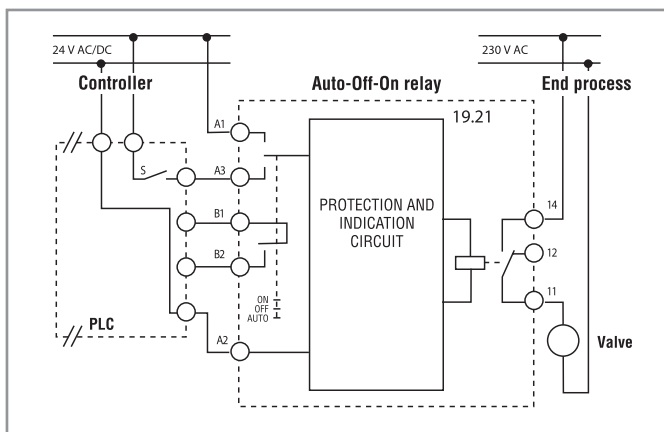 24 V AC/DC
230 V AC
Controller
Auto-Off-On relay
End process
A1
19.21
S
A3
PROTECTION AND
INDICATION
CIRCUIT
14
B1
12
B2
11
ON
OFF
AUTO
PLC
A2
Valve